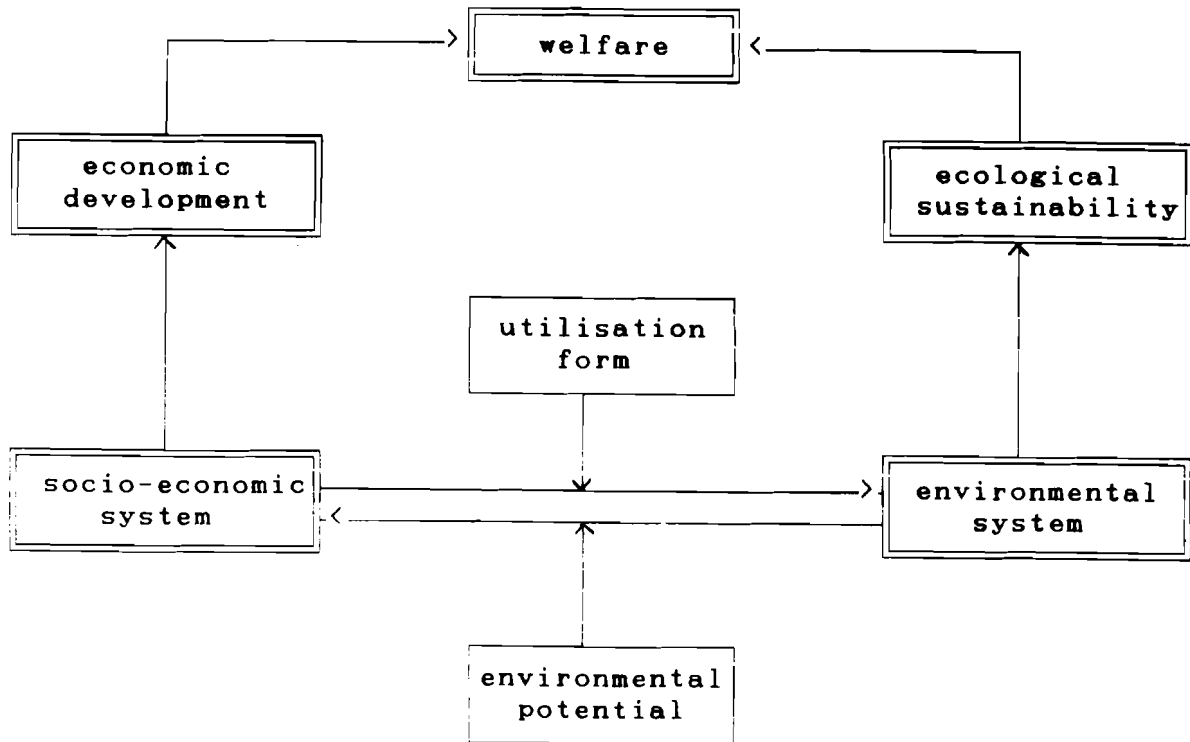 welfare
economic
development
ecological
sustainability
utilisation
form
socio-economic
system
environmental
system
environmental
potential